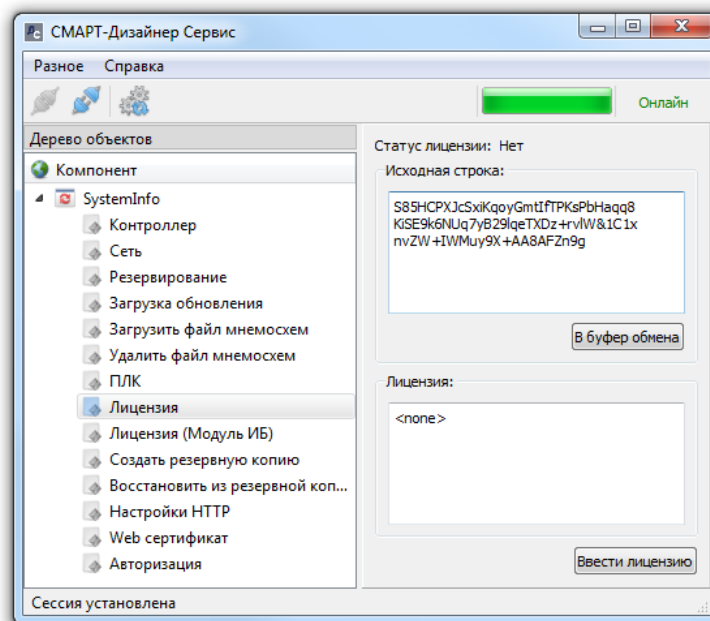 СМАРТ-Дизайнер Сервис
Разное Справка
Онлайн
Дерево объектов
Компонент
SystemInfo
Контроллер
Сеть
Резервирование
Загрузка обновления
Загрузить файл мнемосхем
Удалить файл мнемосхем
ПЛК
Лицензия
Лицензия (Модуль ИБ)
Создать резервную копию
Восстановить из резервной коп...
Настройки HTTP
Web сертификат
Авторизация
Статус лицензии: Нет
Исходная строка:
S85HCPXJcSxiKqoyGmtIfTPKsPbHaqq8
KiSE9k6NUq7yB29lqeTXDz+rvlW&1C1x
nvZW+IWMuy9X+AA8AFZn9g
В буфер обмена
Лицензия:
<none>
Ввести лицензию
Сессия установлена